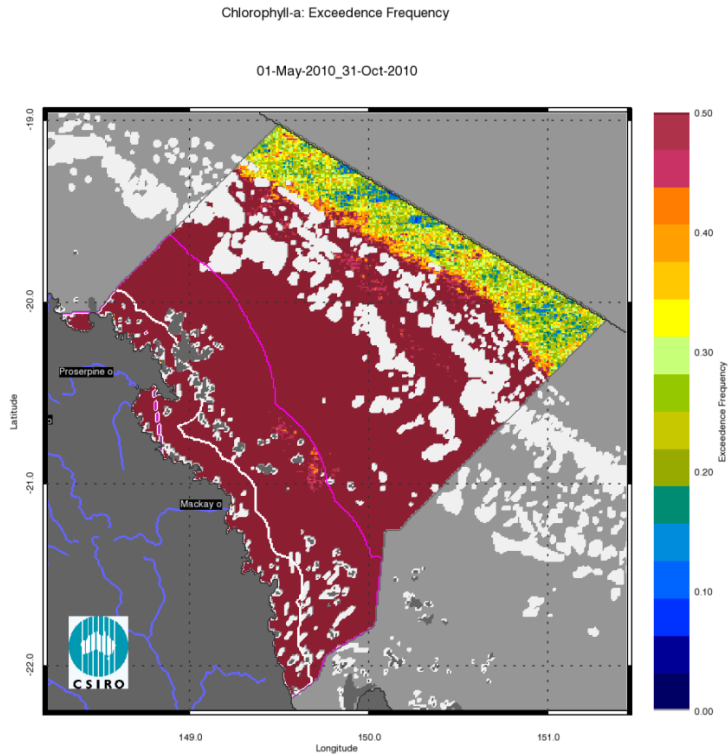 Chlorophyll-a: Exceedence Frequency
01-May-2010_31-Oct-2010
-19.0
-20.0
-21.0
-22.0
Latitude
Proserpine o
Mackay o
CSIRO
149.0
150.0
151.0
Longitude
0.50
0.40
0.30
0.20
0.10
0.00
Exceedence Frequency